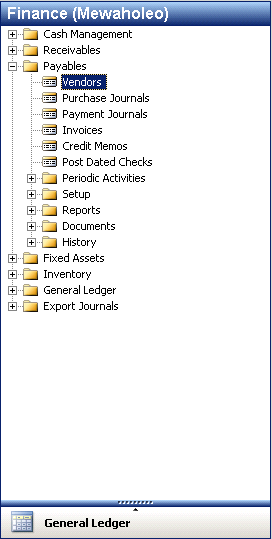 Finance (Mewaholeo)
Cash Management
Receivables
Payables
Vendors
Purchase Journals
Payment Journals
Invoices
Credit Memos
Post Dated Checks
Periodic Activities
Setup
Reports
Documents
History
Fixed Assets
Inventory
General Ledger
Export Journals
General Ledger